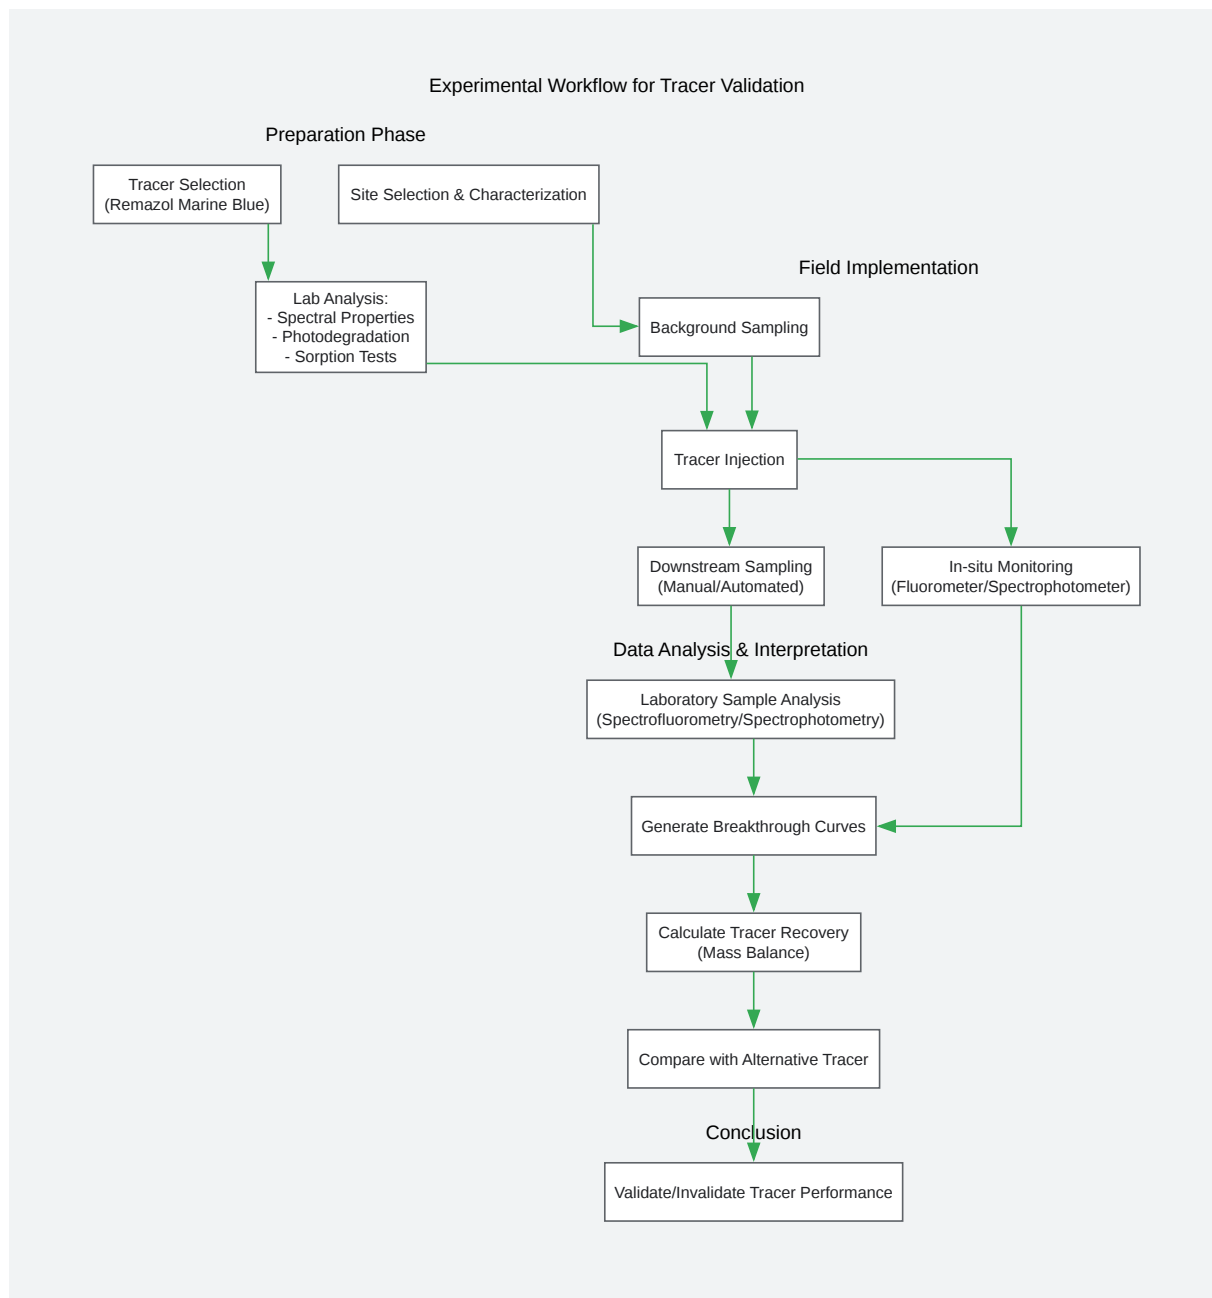 Experimental Workflow for Tracer Validation
Preparation Phase
Tracer Selection
(Remazol Marine Blue)
Site Selection & Characterization
Lab Analysis:
- Spectral Properties
- Photodegradation
- Sorption Tests
Field Implementation
Background Sampling
Tracer Injection
Downstream Sampling
(Manual/Automated)
In-situ Monitoring
(Fluorometer/Spectrophotometer)
Data Analysis & Interpretation
Laboratory Sample Analysis
(Spectrofluorometry/Spectrophotometry)
Generate Breakthrough Curves
Calculate Tracer Recovery
(Mass Balance)
Compare with Alternative Tracer
Conclusion
Validate/Invalidate Tracer Performance